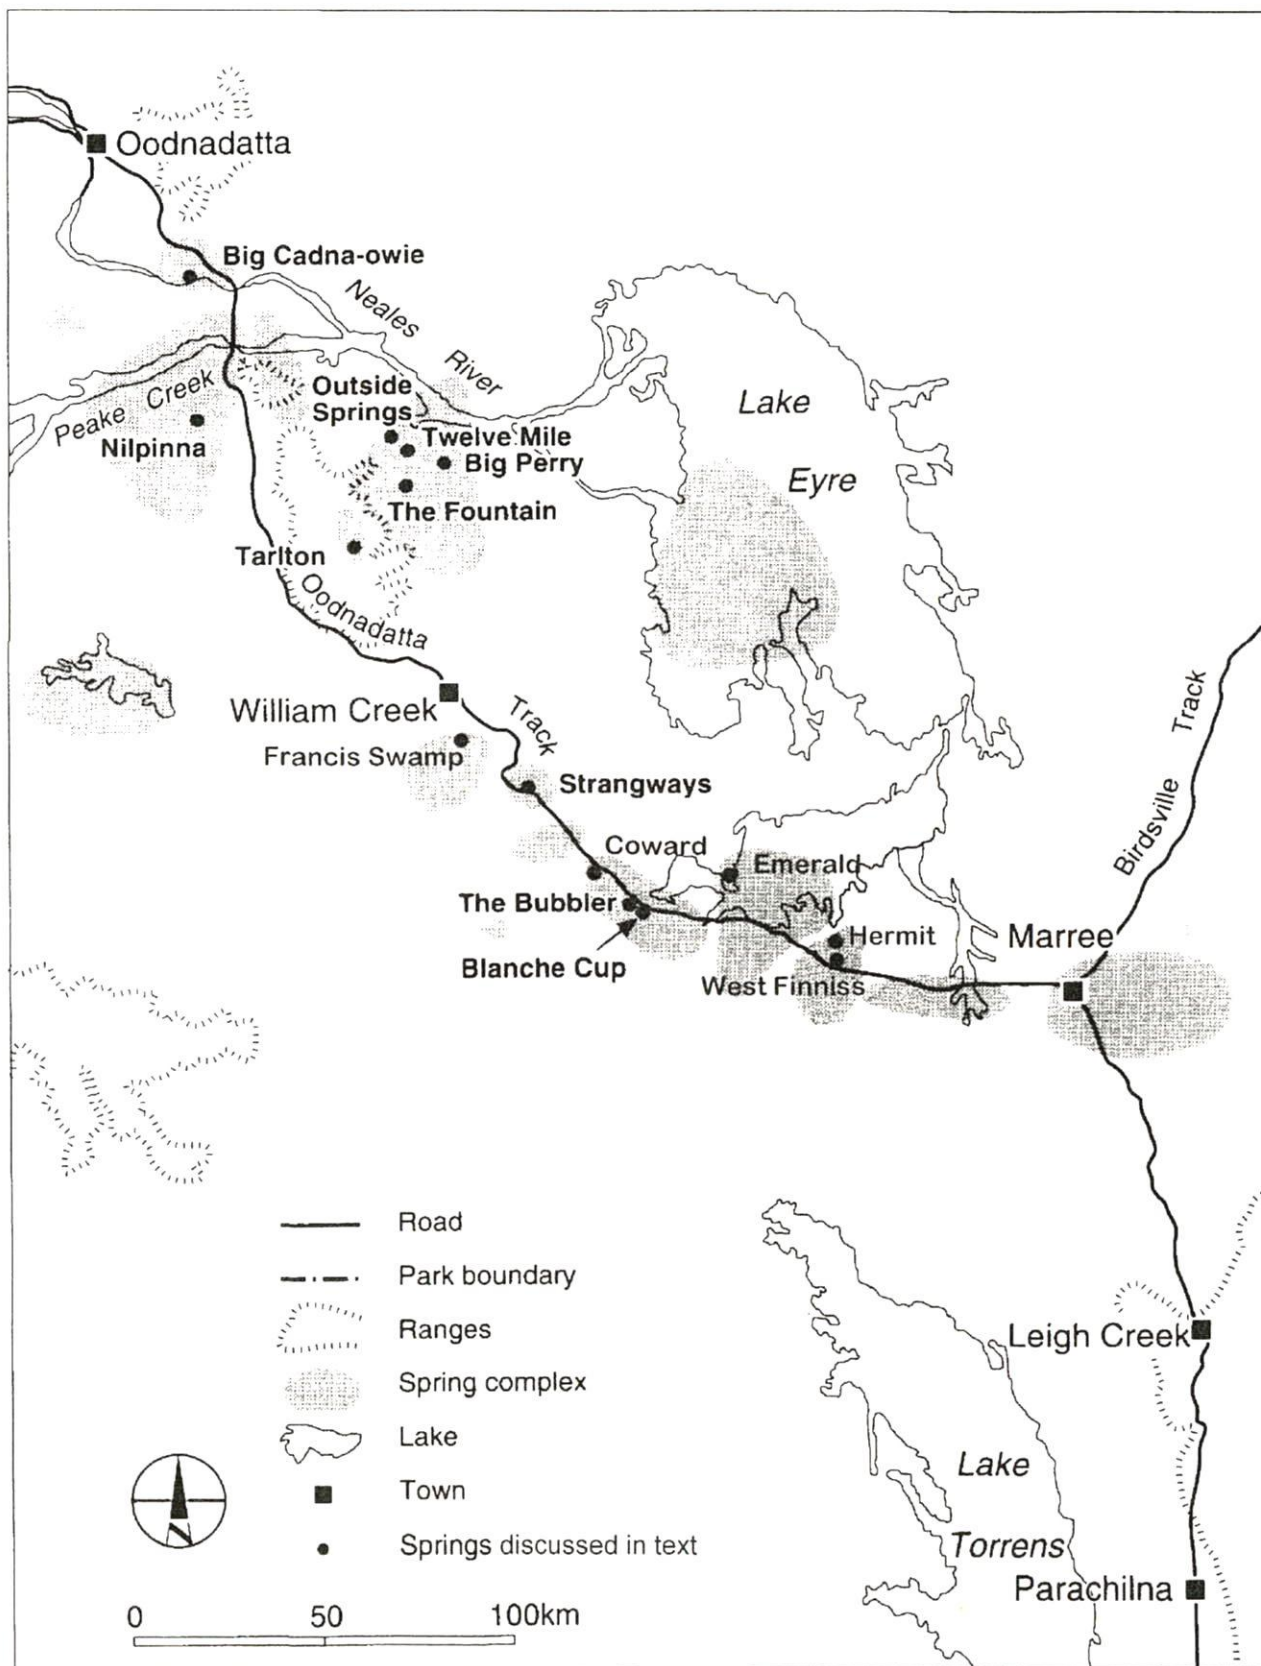 Oodnadatta
Big Cadna-owie
Neales
River
Peake Creek
Outside
Springs
Lake
Eyre
Twelve Mile
Nilpinna
Big Perry
The Fountain
Tarlton
Oodnadatta
Track
William Creek
Francis Swamp
Strangways
Birdsville Track
Coward
Emerald
The Bubbler
Hermit
Marree
Blanche Cup
West Finniss
Road
Park boundary
Ranges
Spring complex
Lake
Town
Springs discussed in text
N
0 50 100km
Leigh Creek
Lake
Torrens
Parachilna